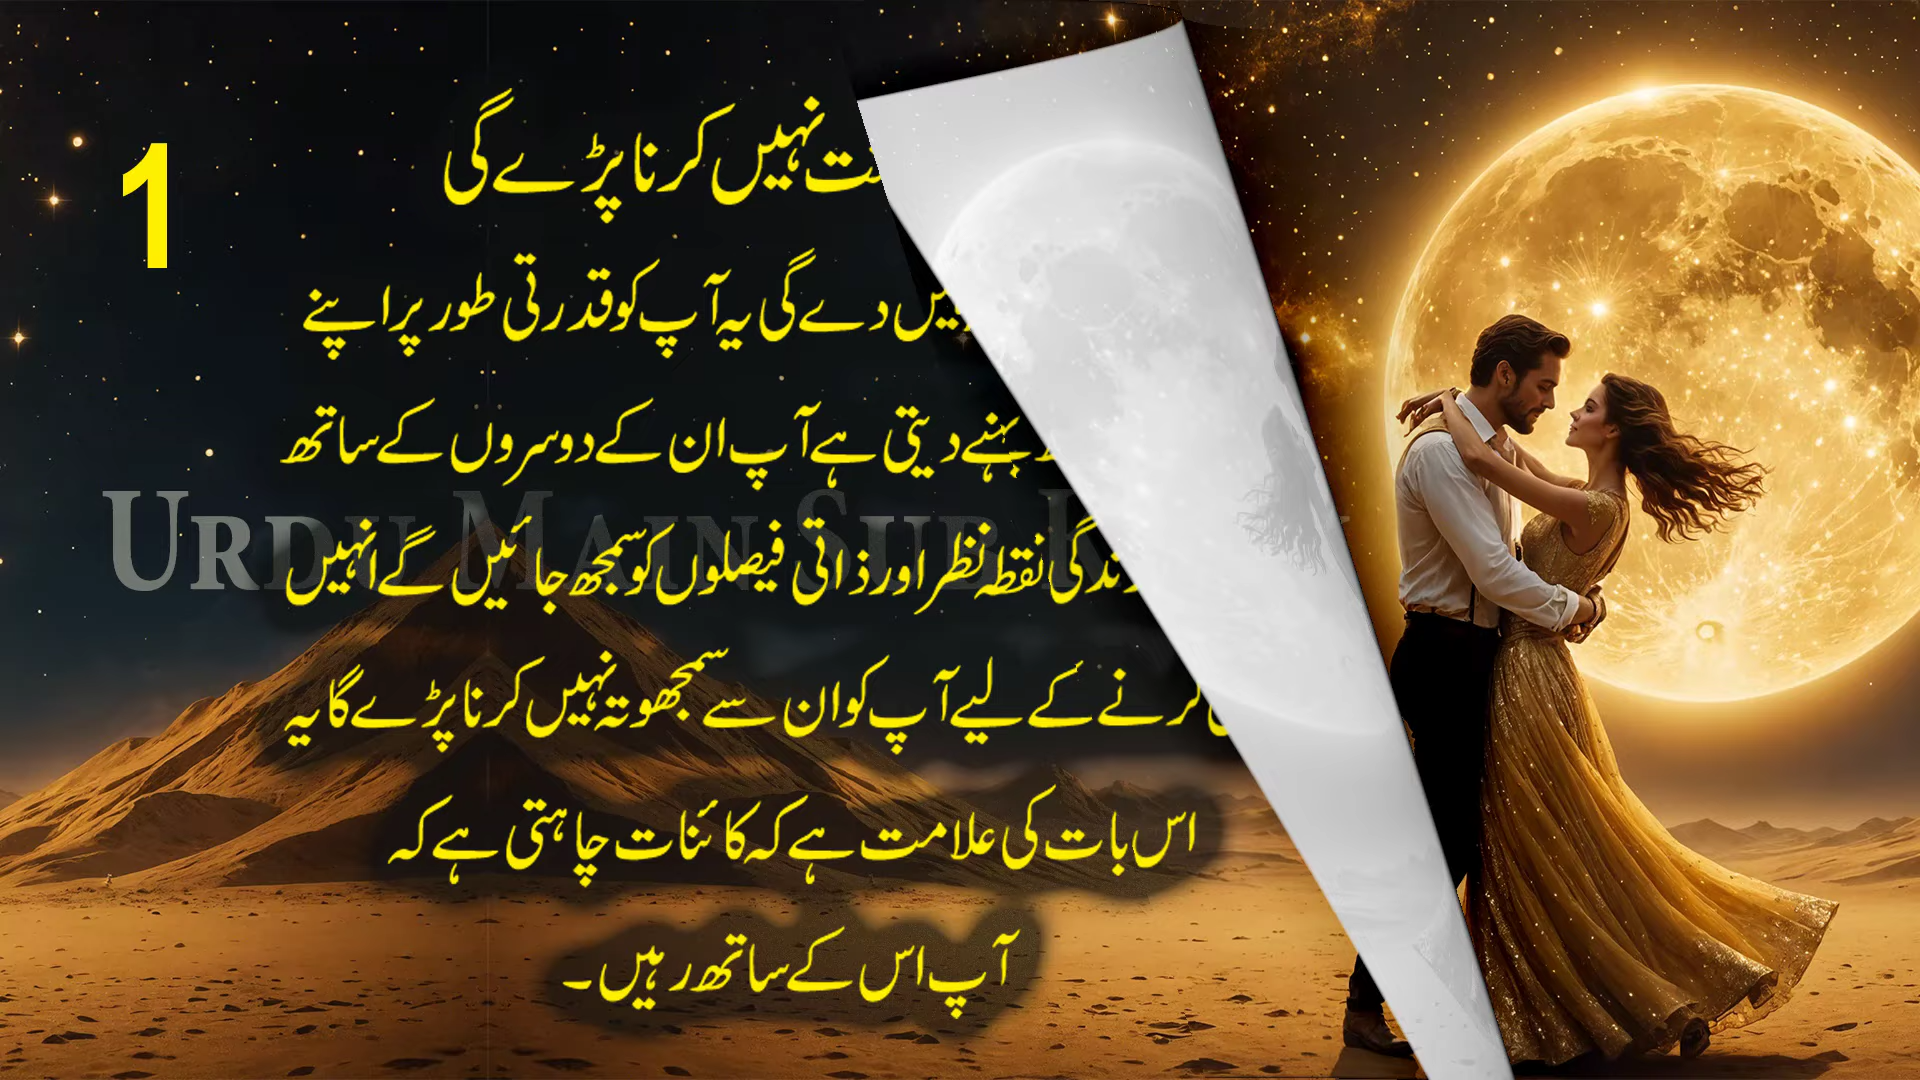 1
نہیں کرنا پڑے گی
دے گی یہ آپ کو قدرتی طور پر اپنے
دیتی ہے آپ ان کے دوسروں کے ساتھ
نقطہ نظر اور ذاتی فیصلوں کو سمجھ جائیں گے انہیں
کرنے کے لیے آپ کو ان سے سمجھوتہ نہیں کرنا پڑے گا یہ
اس بات کی علامت ہے کہ کائنات چاہتی ہے کہ
آپ اس کے ساتھ رہیں۔
Urdu Main Sub